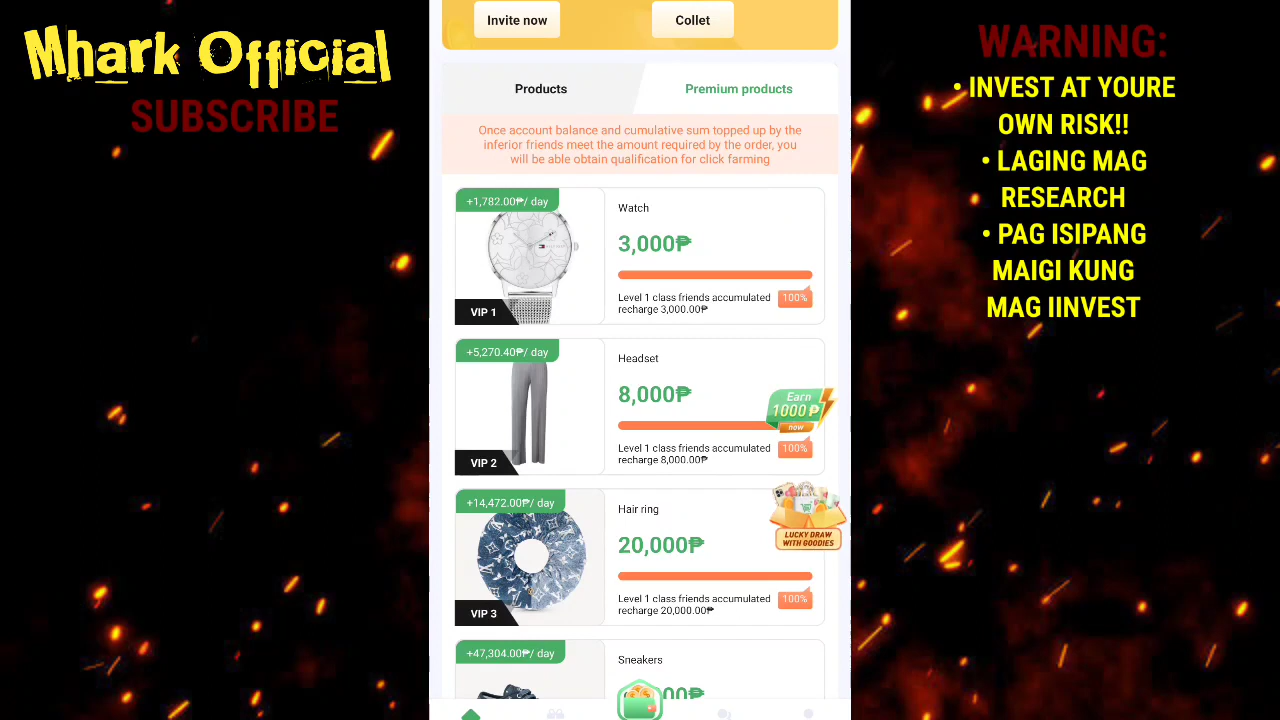 Mhark Official
SUBSCRIBE
Invite now
Collet
Products
Premium products
Once account balance and cumulative sum topped up by the
inferior friends meet the amount required by the order, you
will be able obtain qualification for click farming
+1,782.00₱/ day
Watch
3,000₱
Level 1 class friends accumulated
recharge 3,000.00₱
100%
VIP 1
+5,270.40₱/ day
Headset
8,000₱
Earn
1000 ₱
now
Level 1 class friends accumulated
recharge 8,000.00₱
100%
VIP 2
+14,472.00₱/ day
Hair ring
20,000₱
LUCKY DRAW
WITH GOODIES
Level 1 class friends accumulated
recharge 20,000.00₱
100%
VIP 3
+47,304.00₱/ day
Sneakers
WARNING:
• INVEST AT YOURE
OWN RISK!!
• LAGING MAG
RESEARCH
• PAG ISIPANG
MAIGI KUNG
MAG IINVEST